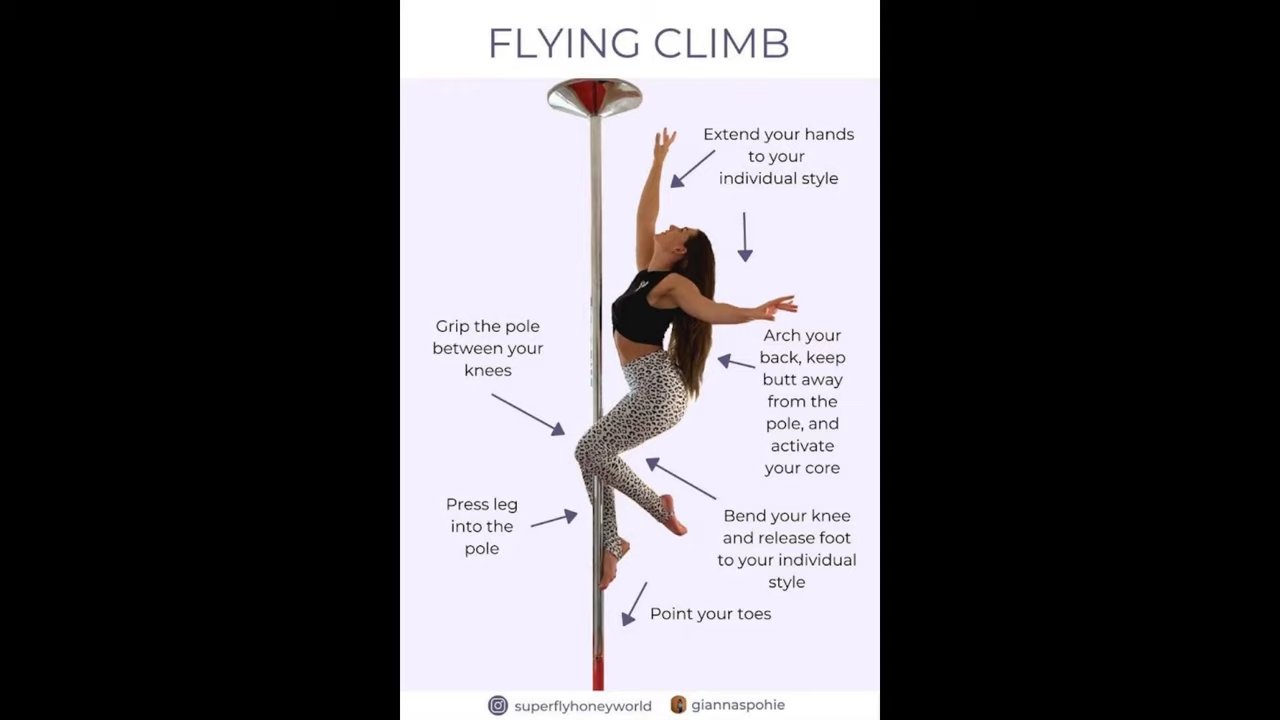 FLYING CLIMB
Extend your hands
to your
individual style
Grip the pole
between your
knees
Arch your
back, keep
butt away
from the
pole, and
activate
your core
Press leg
into the
pole
Bend your knee
and release foot
to your individual
style
Point your toes
superflyhoneyworld
giannaspohie